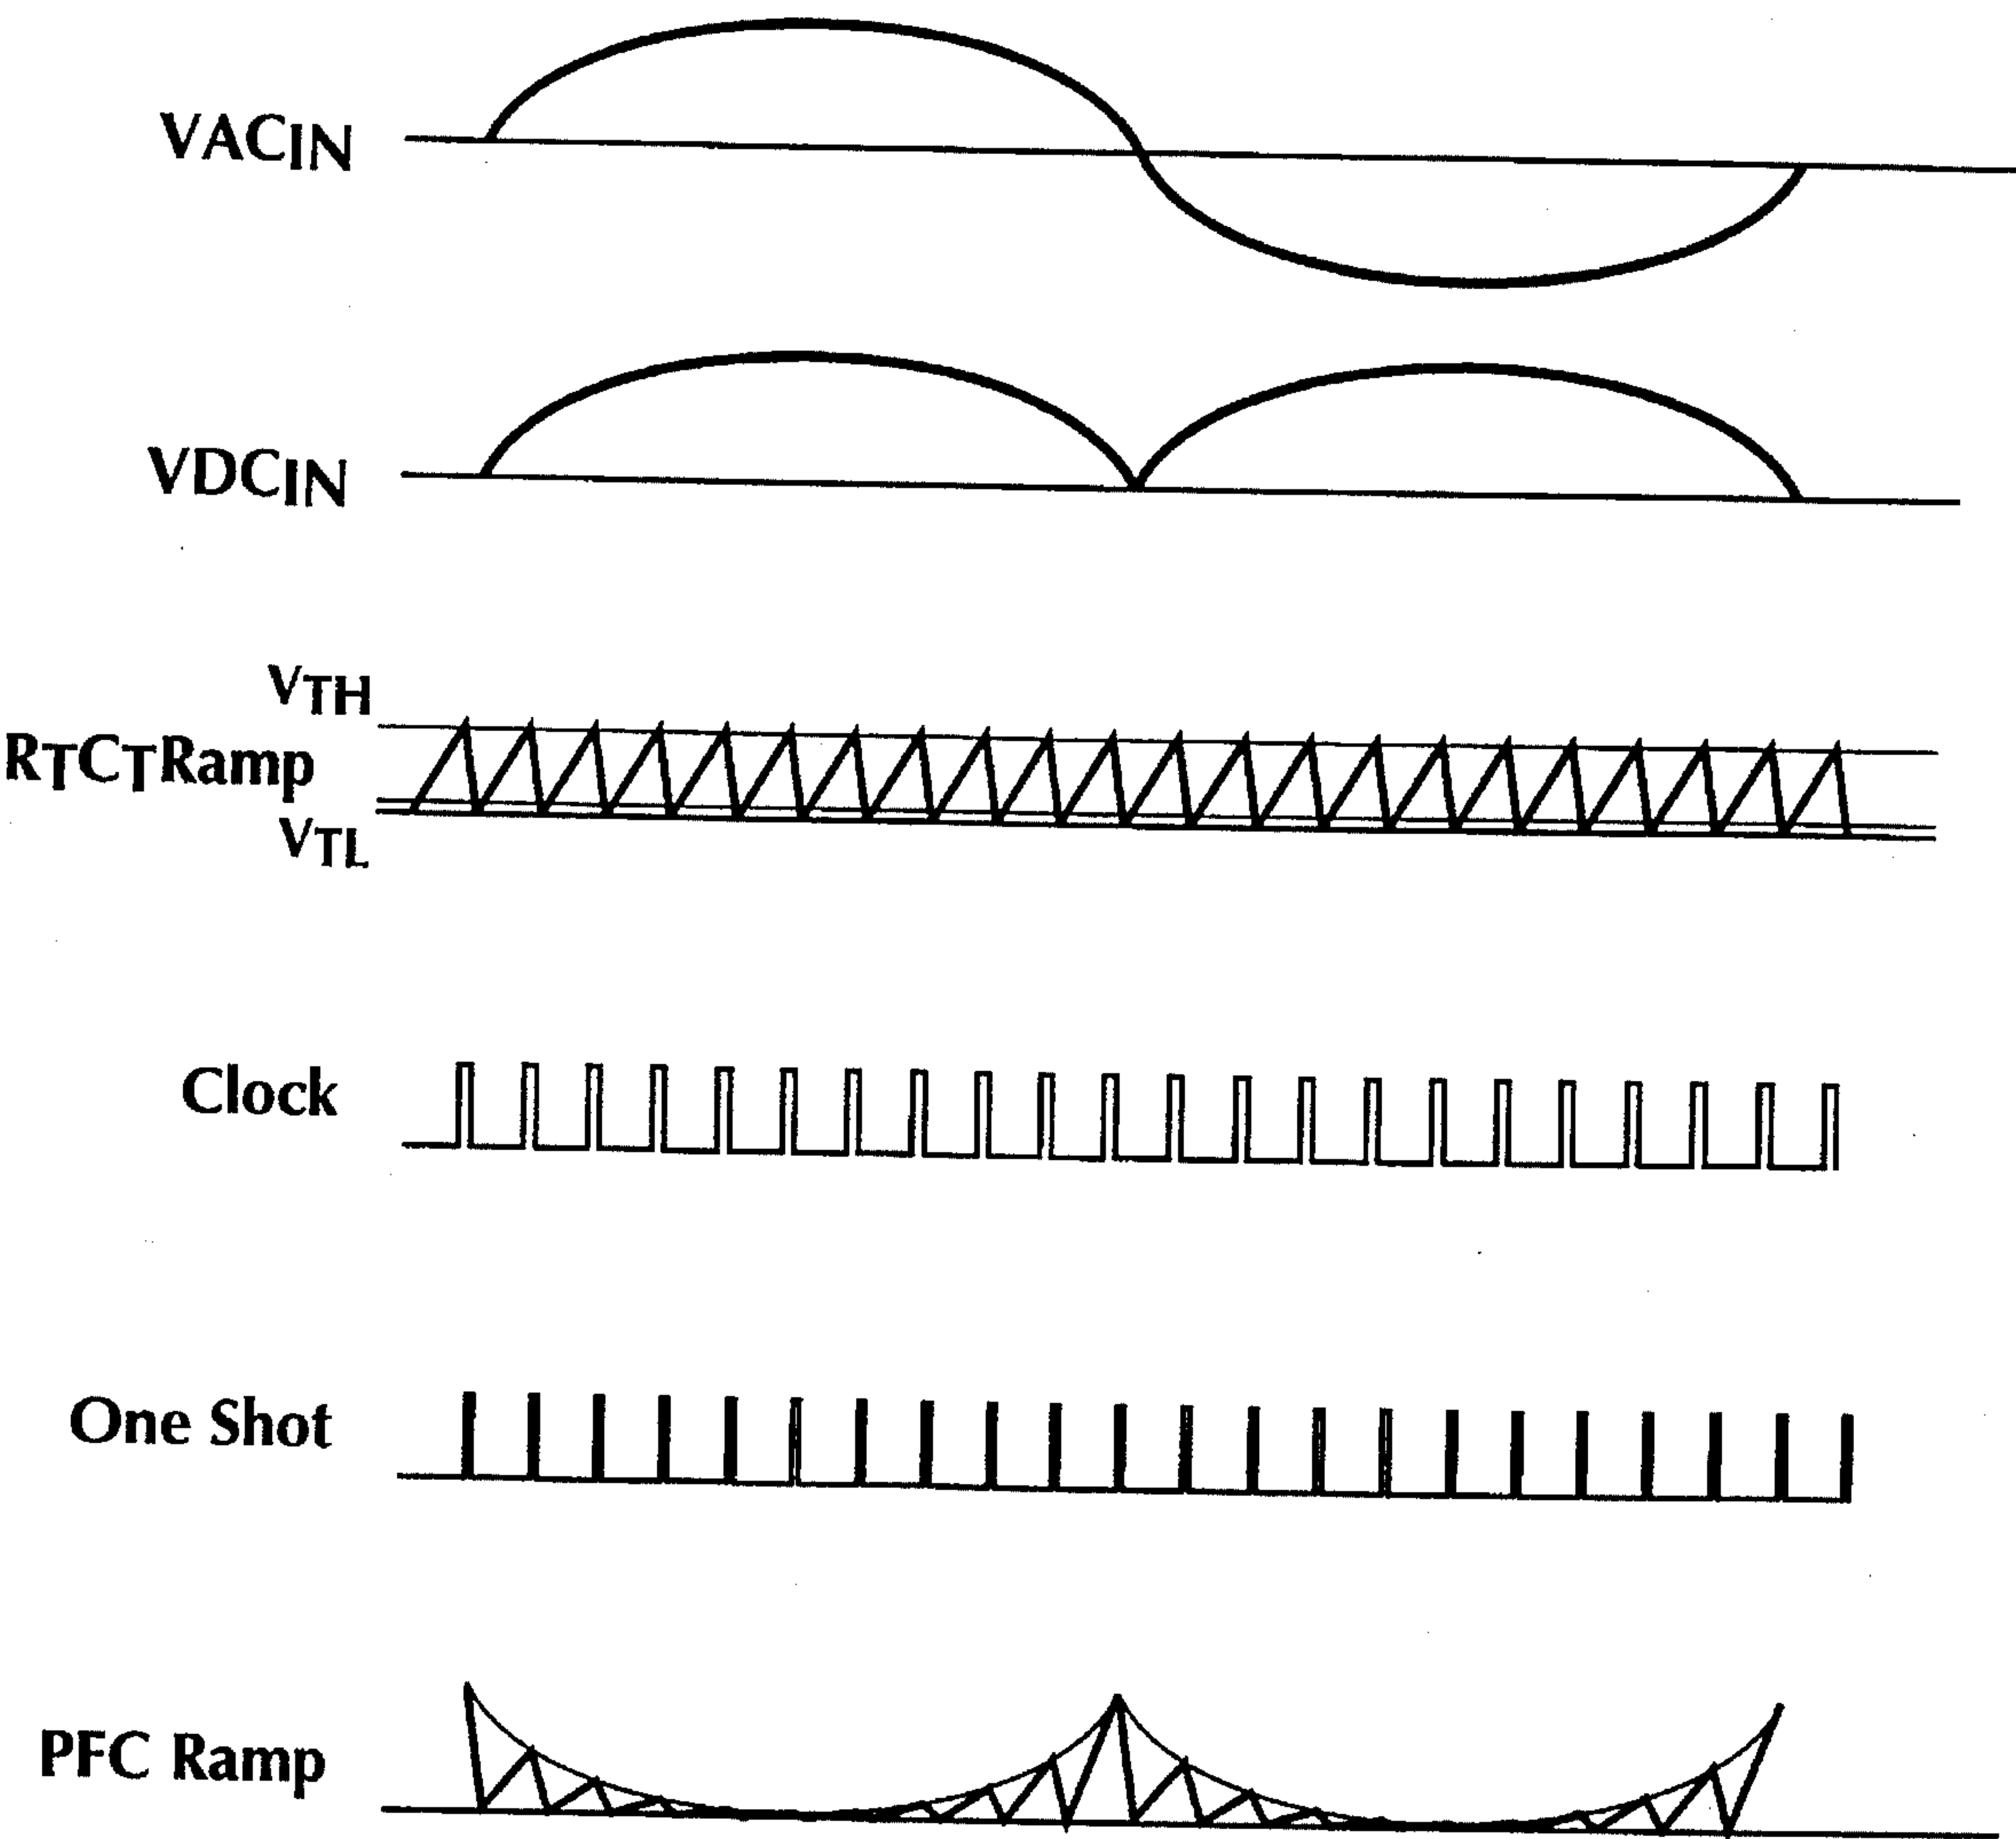 VACIN
VDCIN
VTH
RTCTRamp
VTL
Clock
One Shot
PFC Ramp